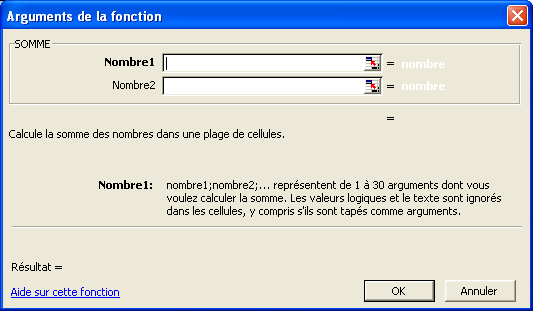 Arguments de la fonction
SOMME
Nombre1 = nombre
Nombre2 = nombre
=
Calcule la somme des nombres dans une plage de cellules.
Nombre1: nombre1;nombre2;... représentent de 1 à 30 arguments dont vous
voulez calculer la somme. Les valeurs logiques et le texte sont ignorés
dans les cellules, y compris s'ils sont tapés comme arguments.
Résultat =
Aide sur cette fonction OK Annuler